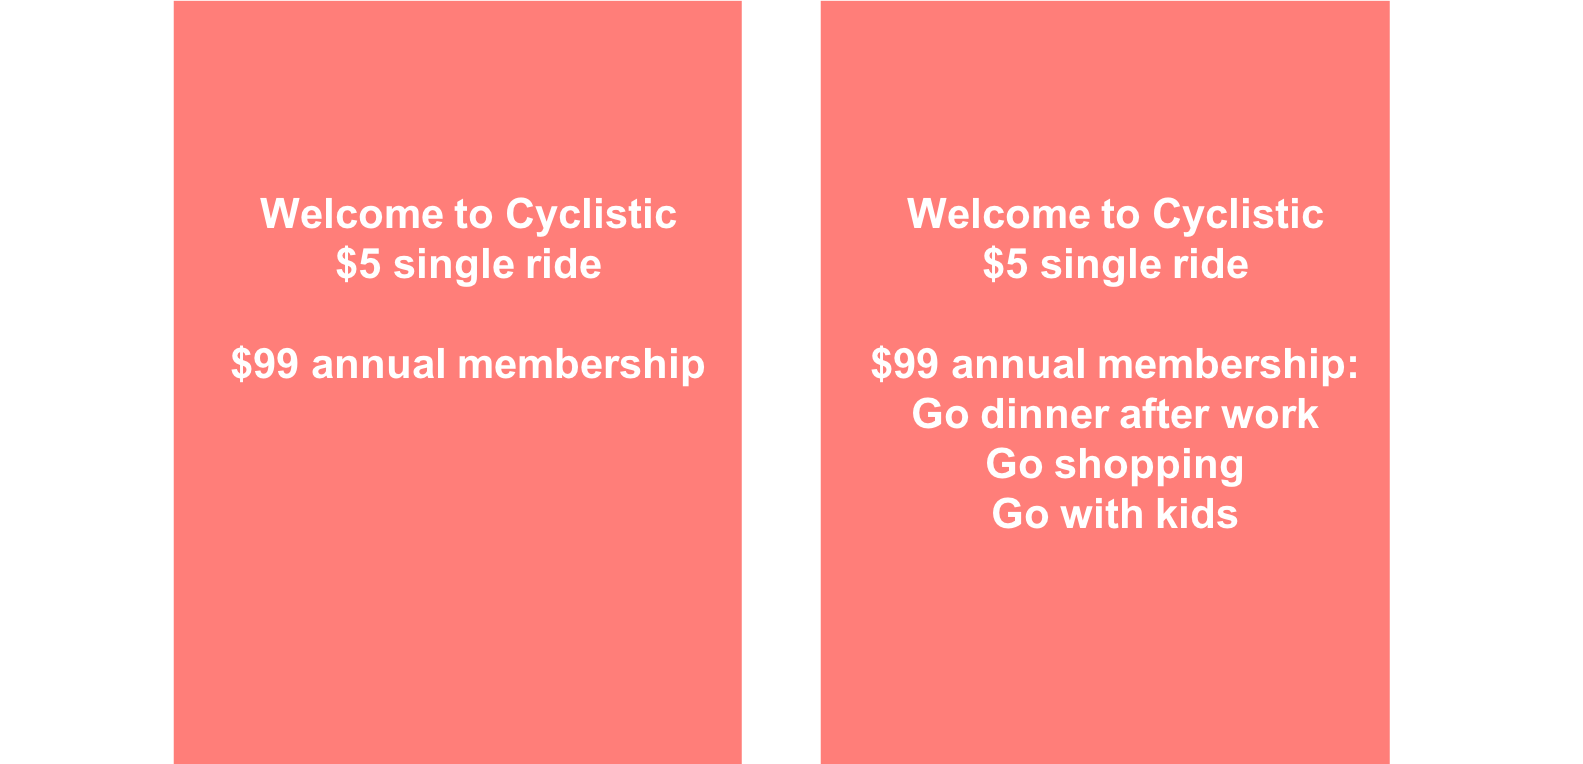 Welcome to Cyclistic
$5 single ride
$99 annual membership
Welcome to Cyclistic
$5 single ride
$99 annual membership:
Go dinner after work
Go shopping
Go with kids